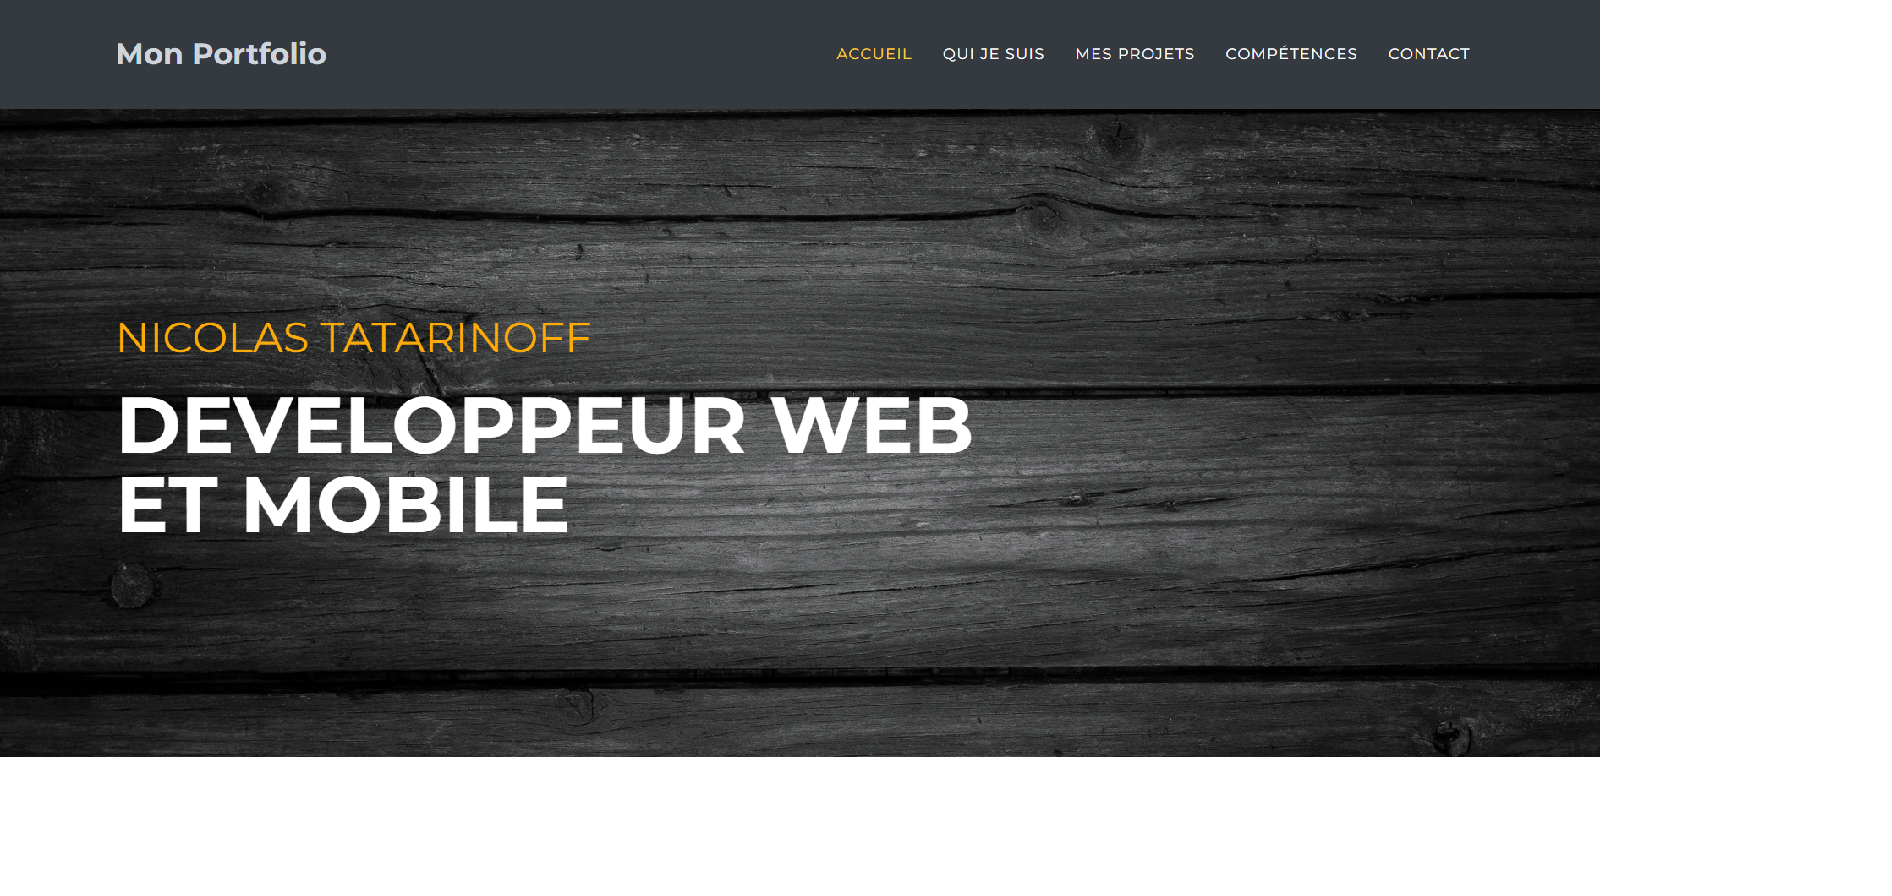 Mon Portfolio
ACCUEIL QUI JE SUIS MES PROJETS COMPÉTENCES CONTACT
NICOLAS TATARINOFF
DEVELOPPEUR WEB
ET MOBILE